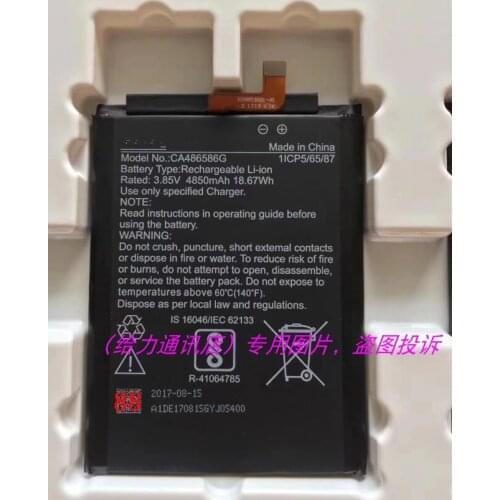 Made in China
Model No.:CA486586G 1ICP5/65/87
Battery Type:Rechargeable Li-ion
Rated: 3.85V 4850mAh 18.67Wh
Use only specified Charger.
NOTE:
Read instructions in operating guide before
using the battery.
WARNING:
Do not crush, puncture, short external contacts
or dispose in fire or water. To reduce risk of fire
or burns, do not attempt to open, disassemble,
or service the battery pack. Do not expose to
temperatures above 60℃(140℉).
Dispose as per local law and regulations.
IS 16046/IEC 62133
(给力通讯店)专用图片,盗图投诉
R-41064785
2017-08-15
A1DE170815GYJ05400